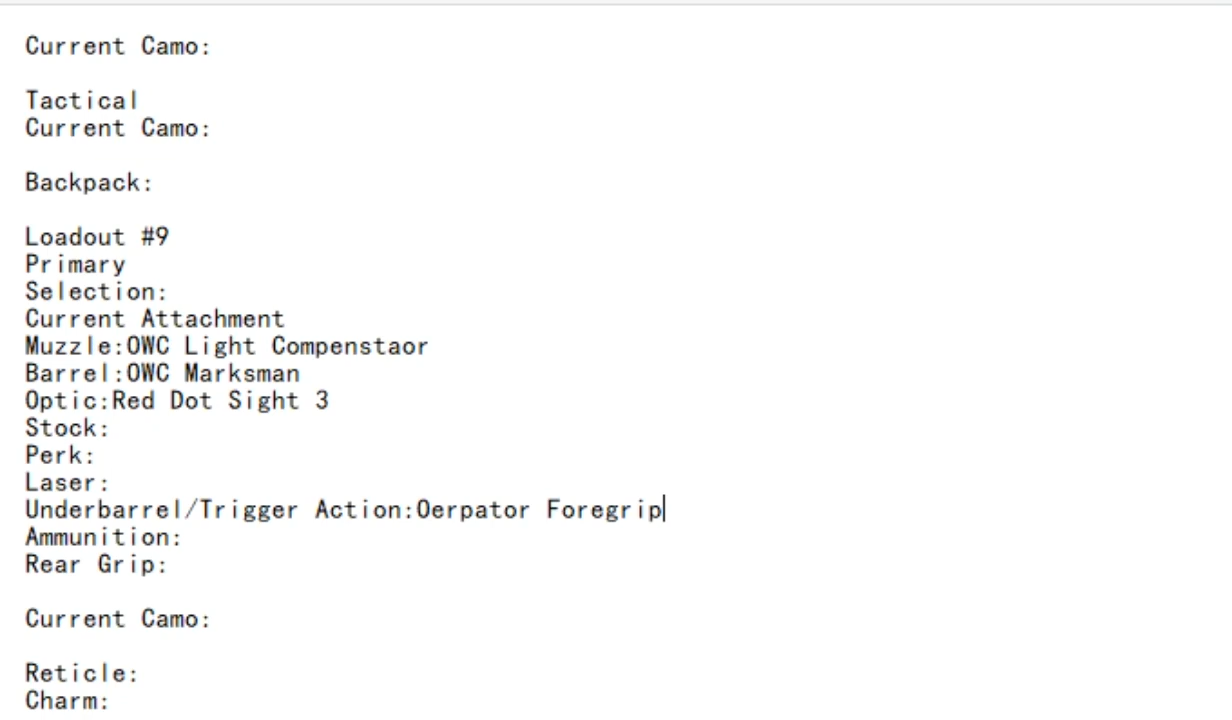 Current Camo:
Tactical
Current Camo:
Backpack:
Loadout #9
Primary
Selection:
Current Attachment
Muzzle:OWC Light Compenstaor
Barrel:OWC Marksman
Optic:Red Dot Sight 3
Stock:
Perk:
Laser:
Underbarrel/Trigger Action:Oerpator Foregrip
Ammunition:
Rear Grip:
Current Camo:
Reticle:
Charm: